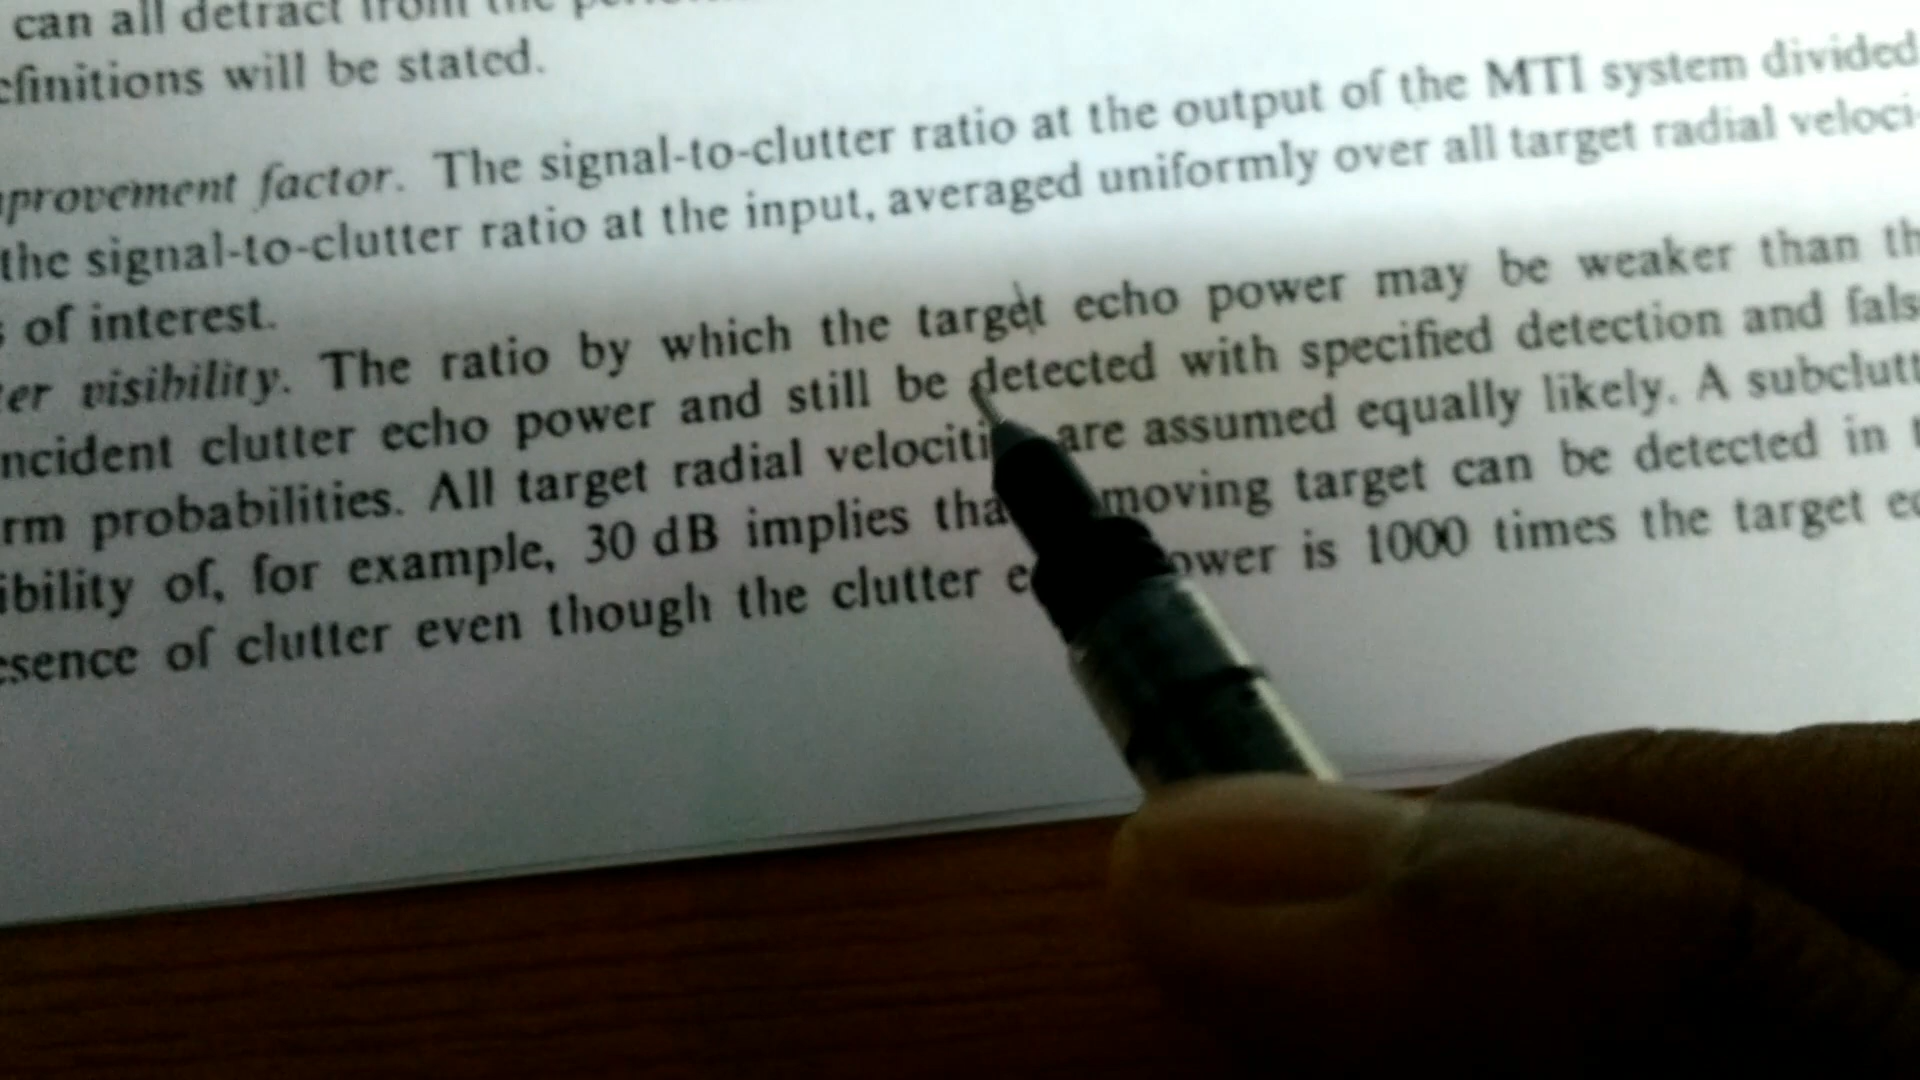 can all detract from the
efinitions will be stated.
provement factor. The signal-to-clutter ratio at the output of the MTI system divided
the signal-to-clutter ratio at the input, averaged uniformly over all target radial veloci-
of interest.
er visibility. The ratio by which the target echo power may be weaker than th
ncident clutter echo power and still be detected with specified detection and fals
rm probabilities. All target radial velociti are assumed equally likely. A subclutt
ibility of, for example, 30 dB implies tha moving target can be detected in t
esence of clutter even though the clutter e ower is 1000 times the target ec